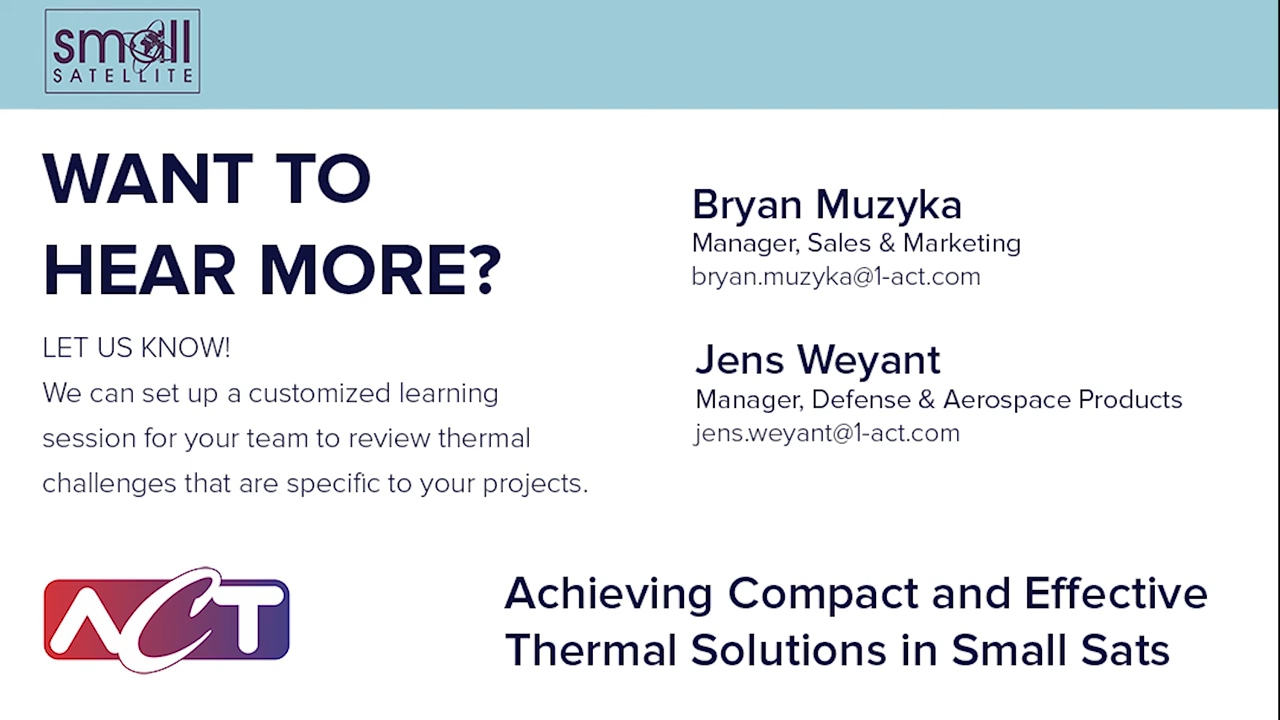 small
SATELLITE
WANT TO
HEAR MORE?
LET US KNOW!
We can set up a customized learning
session for your team to review thermal
challenges that are specific to your projects.
Bryan Muzyka
Manager, Sales & Marketing
bryan.muzyka@1-act.com
Jens Weyant
Manager, Defense & Aerospace Products
jens.weyant@1-act.com
ACT
Achieving Compact and Effective
Thermal Solutions in Small Sats